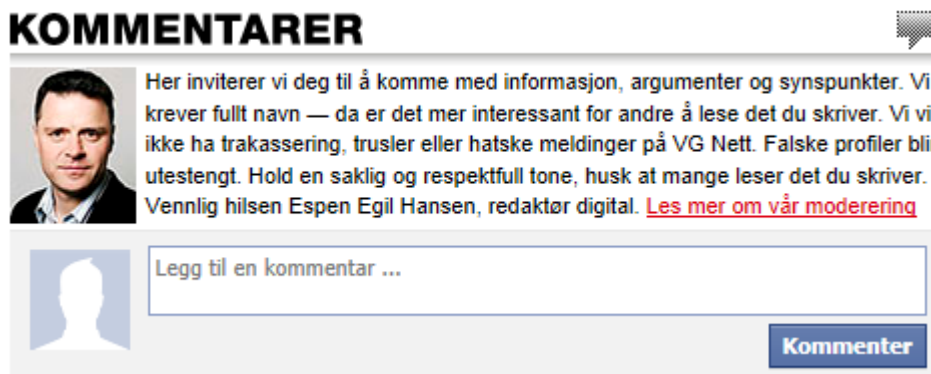 KOMMENTARER
Her inviterer vi deg til å komme med informasjon, argumenter og synspunkter. Vi
krever fullt navn — da er det mer interessant for andre å lese det du skriver. Vi vi
ikke ha trakassering, trusler eller hatske meldinger på VG Nett. Falske profiler blir
utestengt. Hold en saklig og respektfull tone, husk at mange leser det du skriver.
Vennlig hilsen Espen Egil Hansen, redaktør digital. Les mer om vår moderering
Legg til en kommentar ...
Kommenter